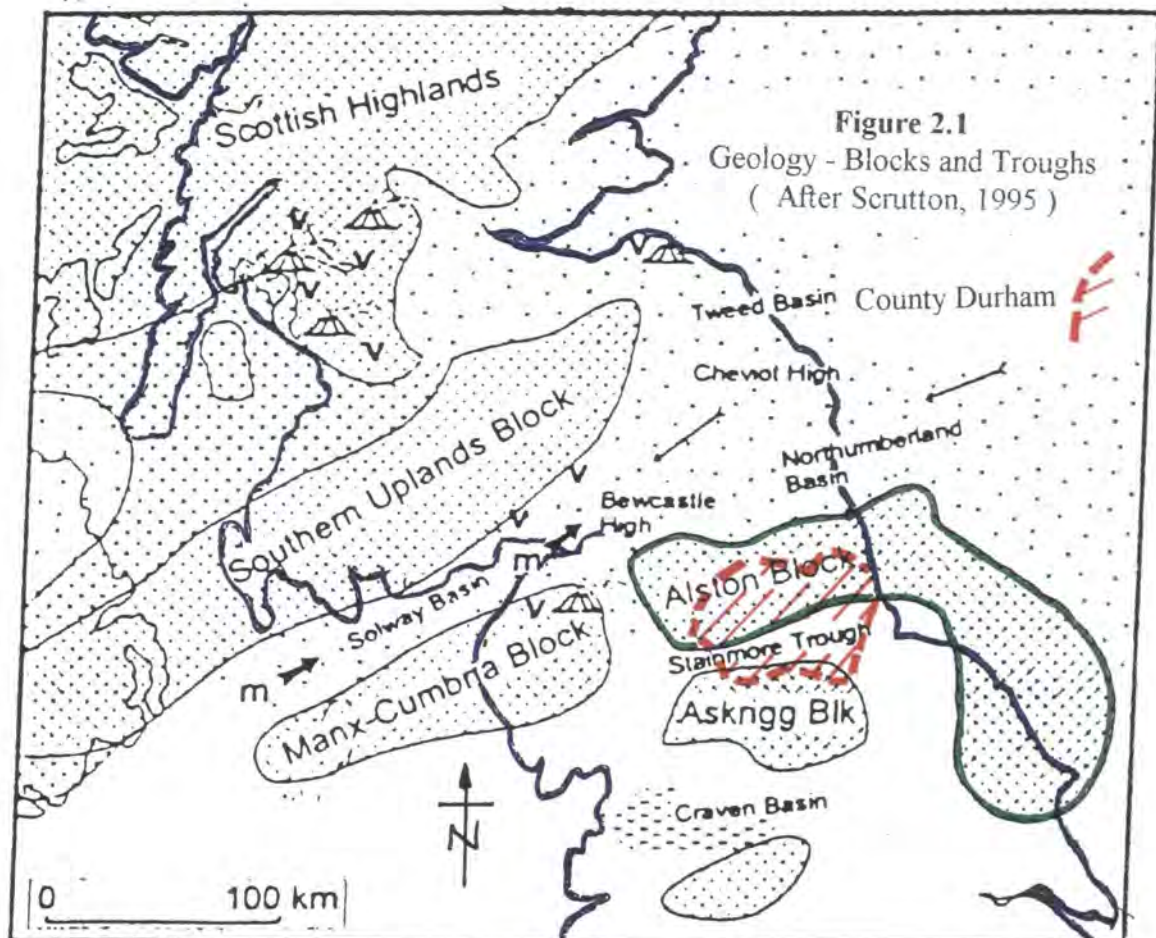 Scottish Highlands
Figure 2.1
Geology - Blocks and Troughs
( After Scrutton, 1995 )
V
V
V
V
V
V
Tweed Basin
County Durham
Cheviot High
Southern Uplands Block
Northumberland
Basin
V
V
Bewcastle
High
m
Solway Basin
V
Alston Block
m
Manx-Cumbria Block
Stainmore Trough
Askngg Blk
N
Craven Basin
0 100 km